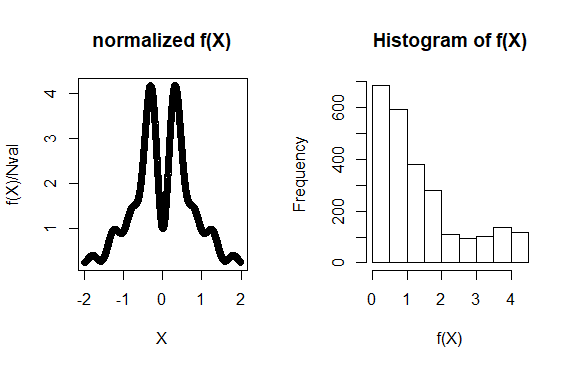 normalized f(X)
f(X)/Nval
4
3
2
1
-2 -1 0 1 2
X
Histogram of f(X)
Frequency
600
400
200
0
0 1 2 3 4
f(X)